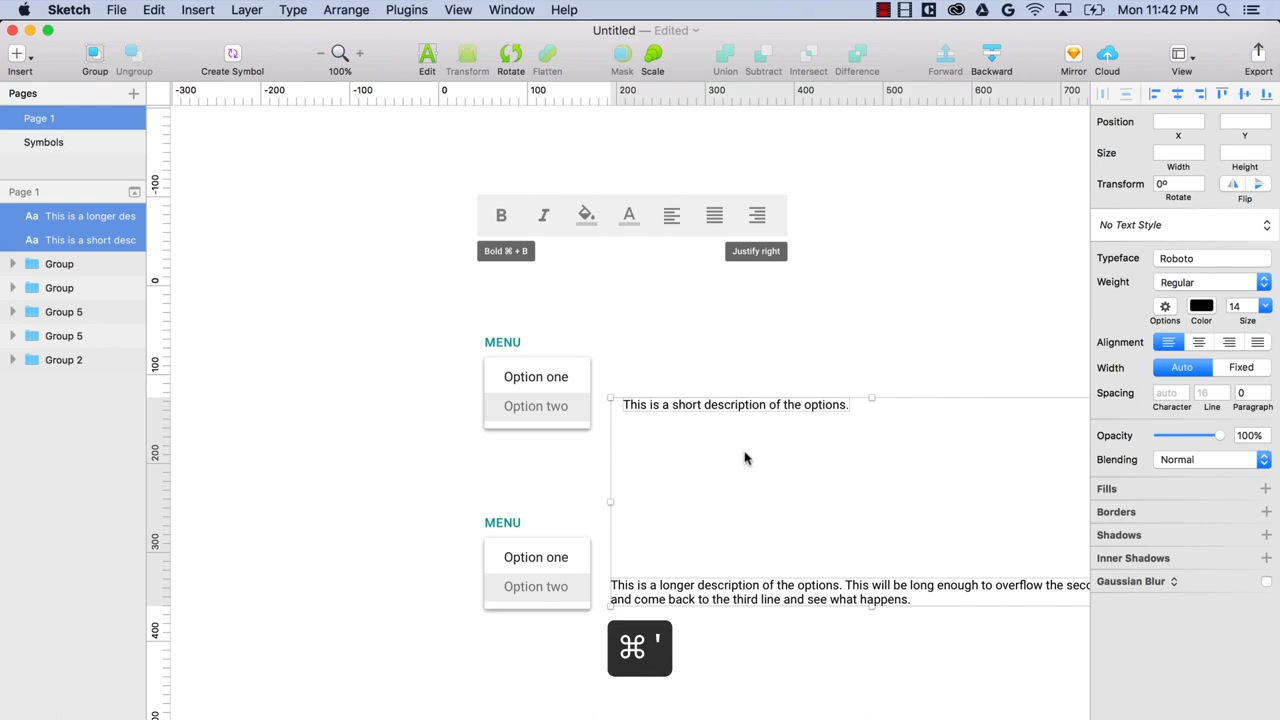 Sketch File Edit Insert Layer Type Arrange Plugins View Window Help Mon 11:42 PM
Untitled — Edited
Insert Group Ungroup Create Symbol 100% Edit Transform Rotate Flatten Mask Scale Union Subtract Intersect Difference Forward Backward Mirror Cloud View Export
Pages
Page 1
Symbols
Page 1
Aa This is a longer des
Aa This is a short desc
Group
Group
Group 5
Group 5
Group 2
-300 -200 -100 0 100 200 300 400 500 600 700
-100
0
100
200
300
400
B I A
Bold ⌘ + B
Justify right
MENU
Option one
Option two
This is a short description of the options.
MENU
Option one
Option two
This is a longer description of the options. This will be long enough to overflow the seco
and come back to the third line and see what happens.
⌘ '
Position
X Y
Size
Width Height
Transform 0º
Rotate Flip
No Text Style
Typeface Roboto
Weight Regular
14
Options Color Size
Alignment
Width Auto Fixed
Spacing auto 16 0
Character Line Paragraph
Opacity 100%
Blending Normal
Fills
Borders
Shadows
Inner Shadows
Gaussian Blur